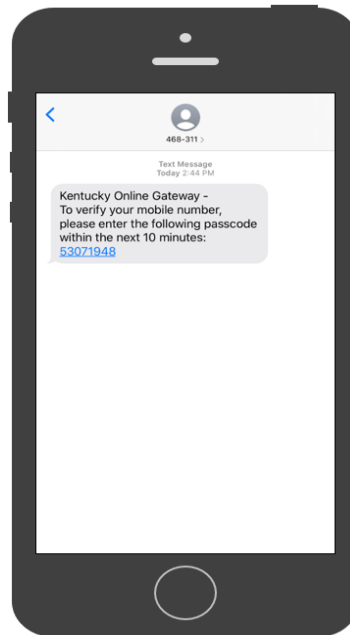 468-311 >
Text Message
Today 2:44 PM
Kentucky Online Gateway -
To verify your mobile number,
please enter the following passcode
within the next 10 minutes:
53071948